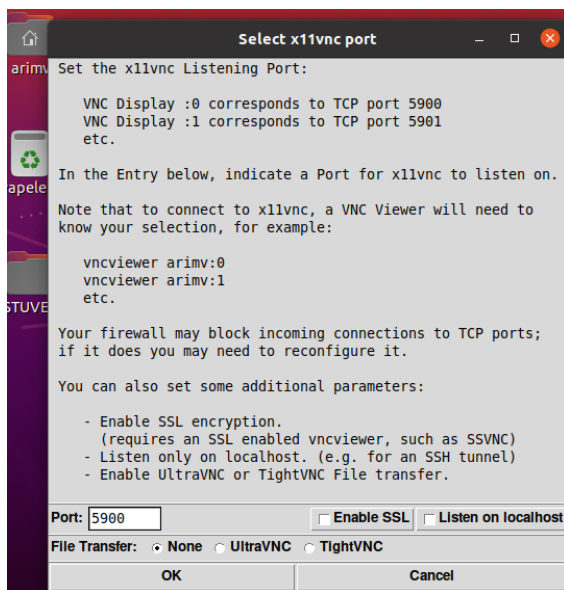 Select x11vnc port
arimv
Set the x11vnc Listening Port:
VNC Display :0 corresponds to TCP port 5900
VNC Display :1 corresponds to TCP port 5901
etc.
In the Entry below, indicate a Port for x11vnc to listen on.
apele
Note that to connect to x11vnc, a VNC Viewer will need to
know your selection, for example:
vncviewer arimv:0
vncviewer arimv:1
etc.
STUVE
Your firewall may block incoming connections to TCP ports;
if it does you may need to reconfigure it.
You can also set some additional parameters:
- Enable SSL encryption.
(requires an SSL enabled vncviewer, such as SSVNC)
- Listen only on localhost. (e.g. for an SSH tunnel)
- Enable UltraVNC or TightVNC File transfer.
Port: 5900 Enable SSL Listen on localhost
File Transfer: None UltraVNC TightVNC
OK Cancel